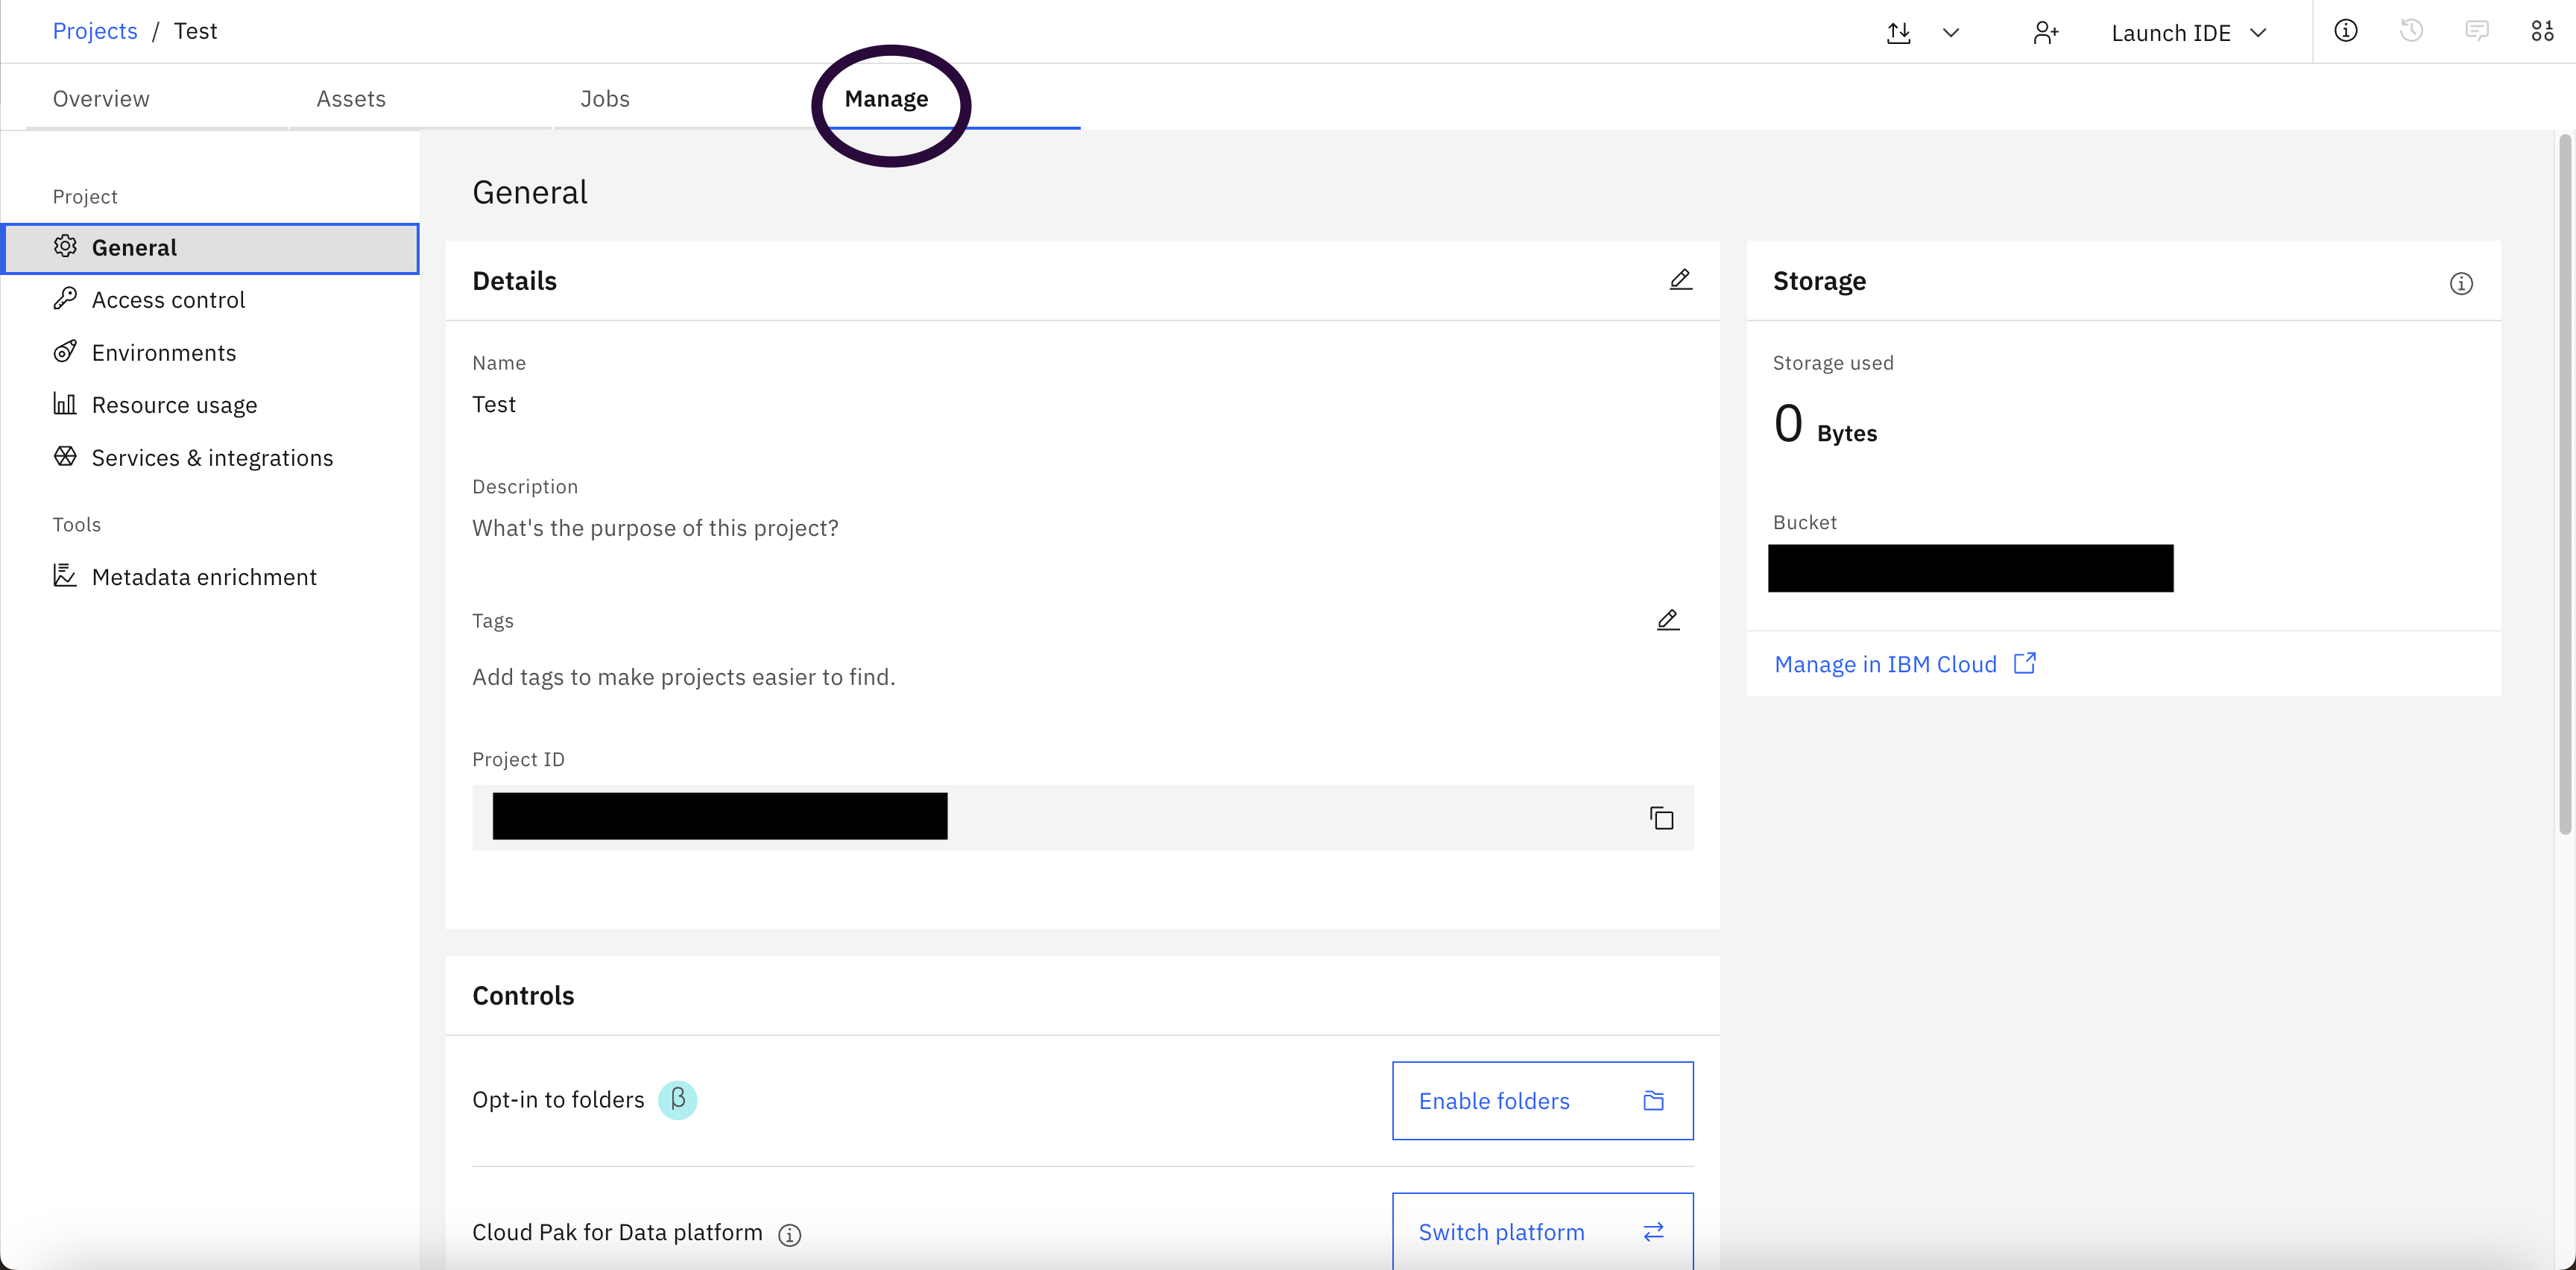 Projects / Test
Launch IDE
Overview
Assets
Jobs
Manage
Project
General
Access control
Environments
Resource usage
Services & integrations
Tools
Metadata enrichment
General
Details
Name
Test
Description
What's the purpose of this project?
Tags
Add tags to make projects easier to find.
Project ID
Storage
Storage used
0 Bytes
Bucket
Manage in IBM Cloud
Controls
Opt-in to folders β
Enable folders
Cloud Pak for Data platform
Switch platform